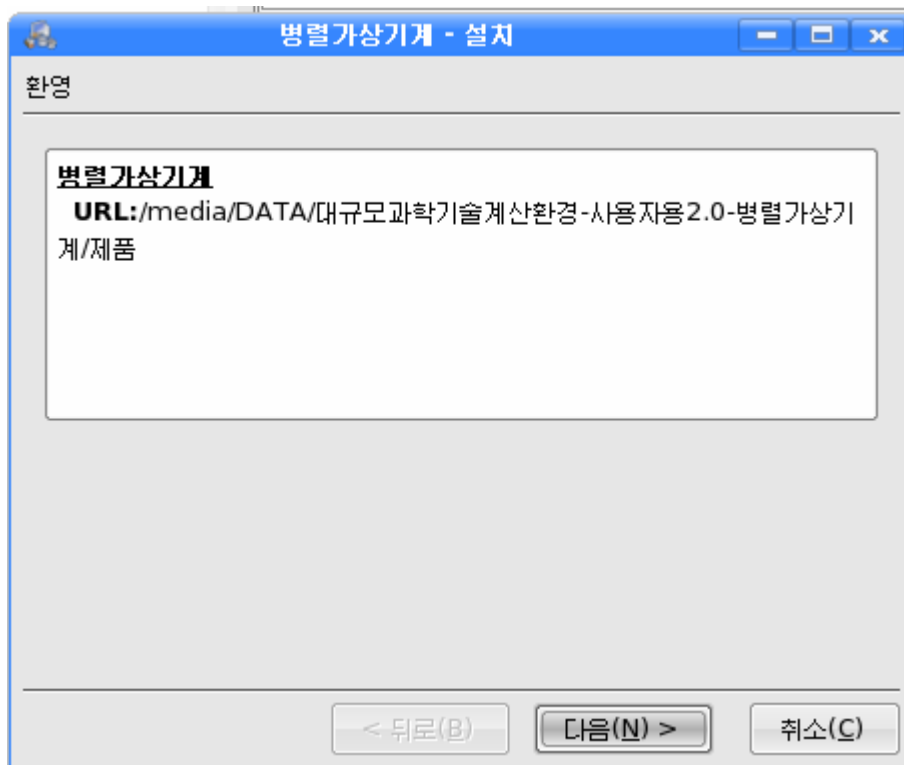 병렬가상기계 - 설치
환영
병렬가상기계
URL:/media/DATA/대규모과학기술계산환경-사용자용2.0-병렬가상기
계/제품
< 뒤로(B)
다음(N) >
취소(C)